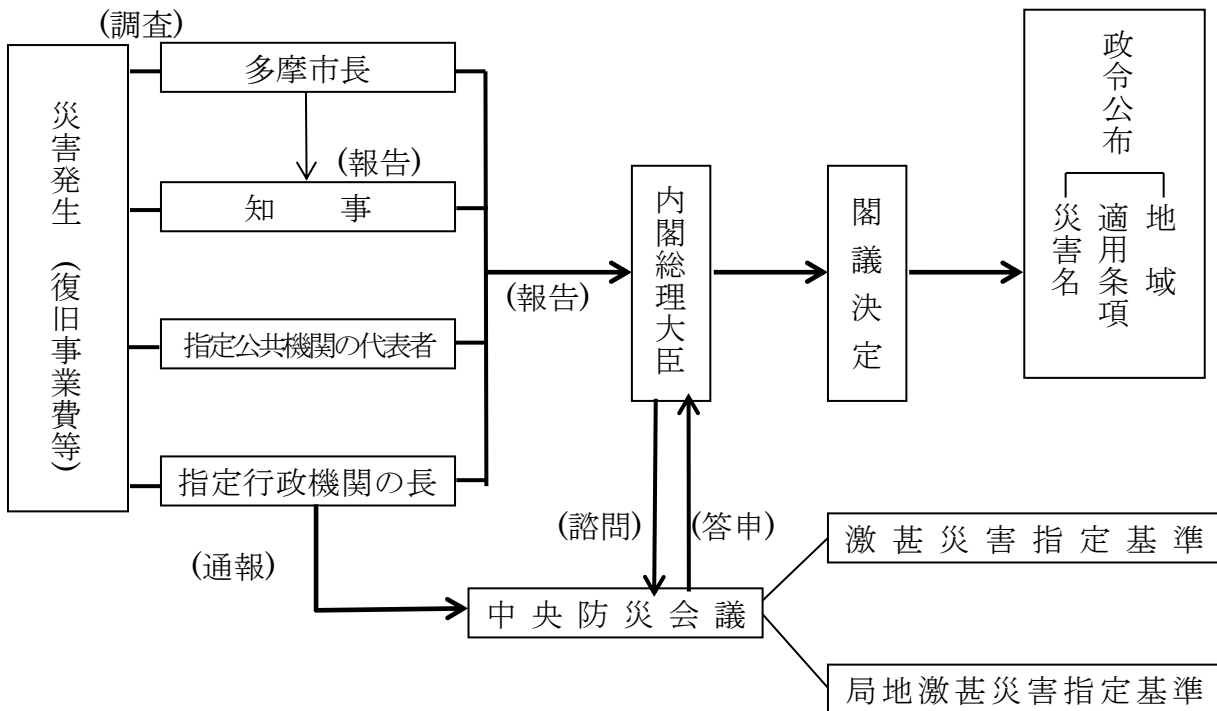 (調査)
災害発生 (復旧事業費等)
多摩市長
(報告)
知 事
指定公共機関の代表者
指定行政機関の長
(通報)
(報告)
内閣総理大臣
閣議決定
政令公布
地 域
適用条項
災害名
(諮問)
(答申)
中央防災会議
激甚災害指定基準
局地激甚災害指定基準